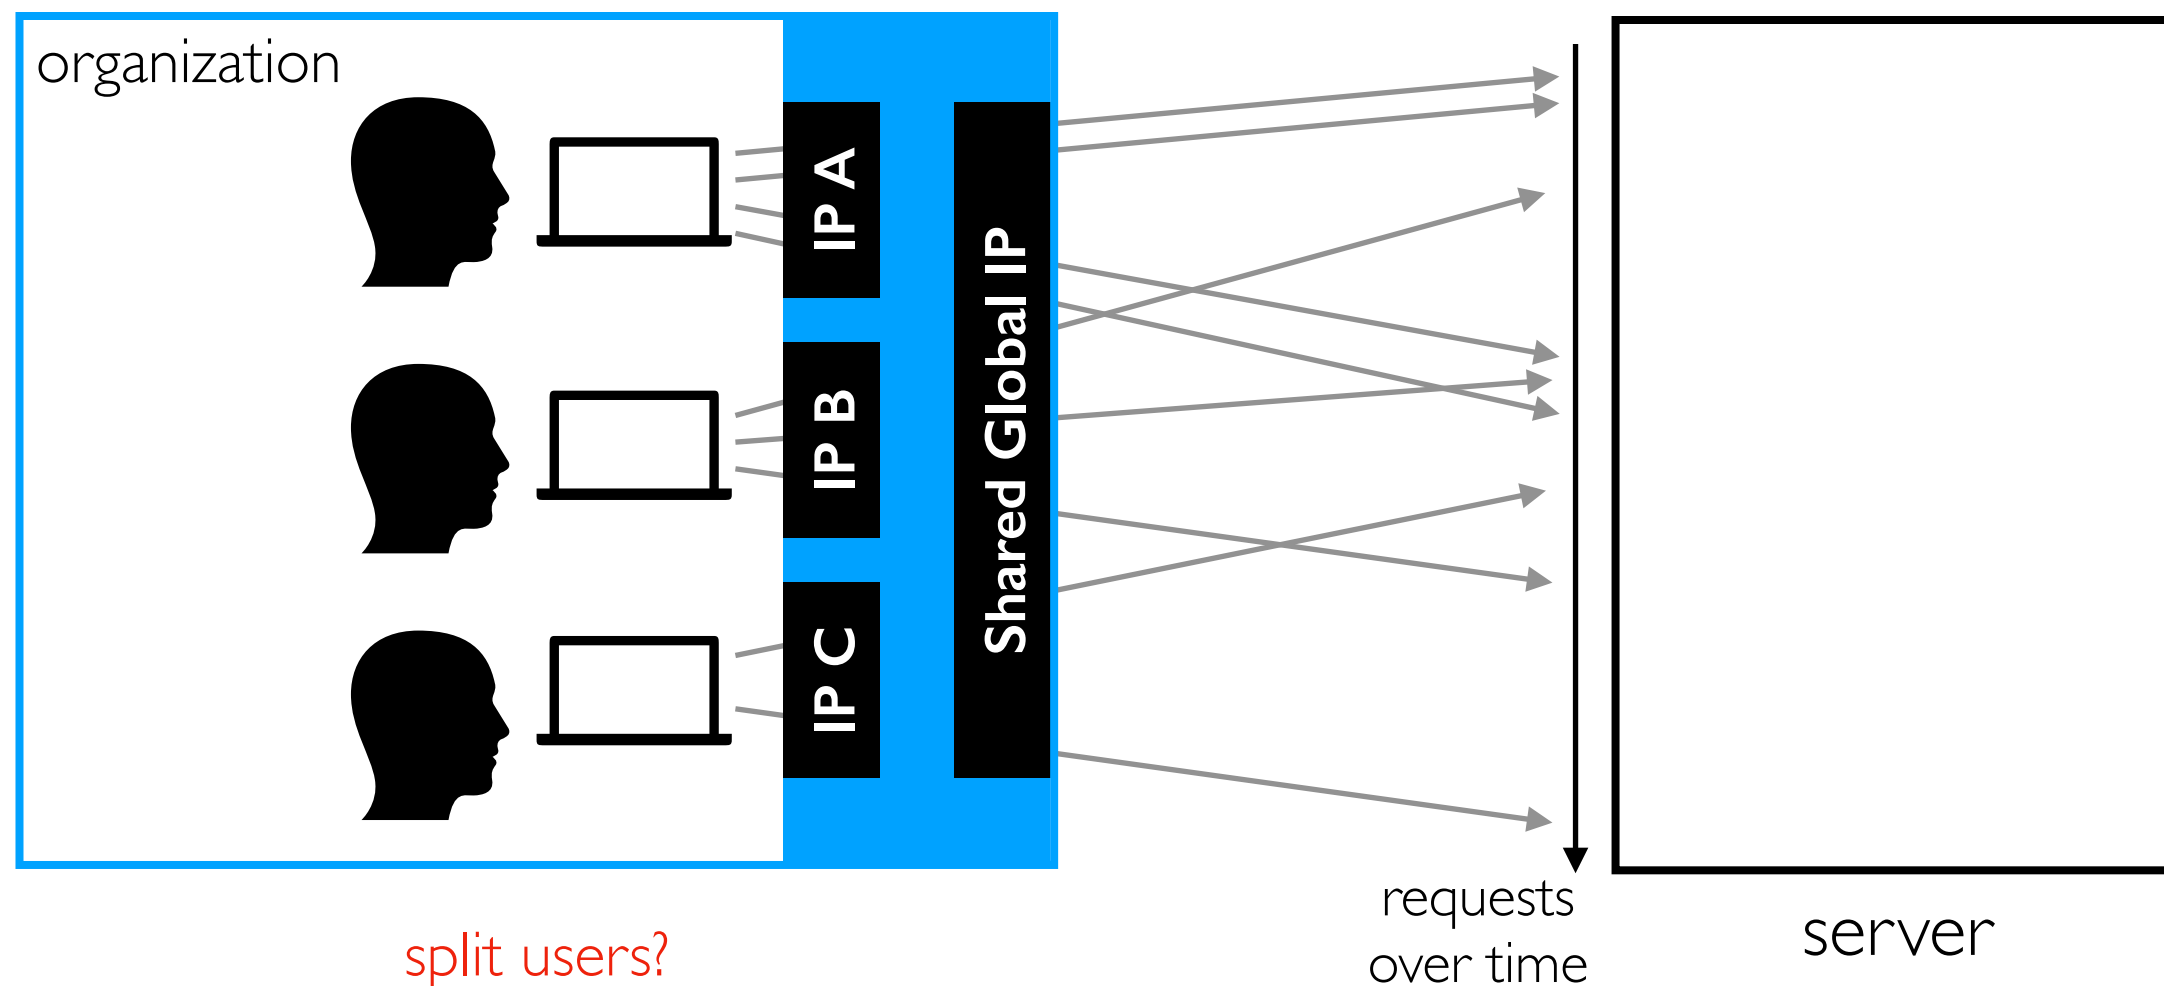 organization
IP A
IP B
IP C
Shared Global IP
requests
over time
server
split users?